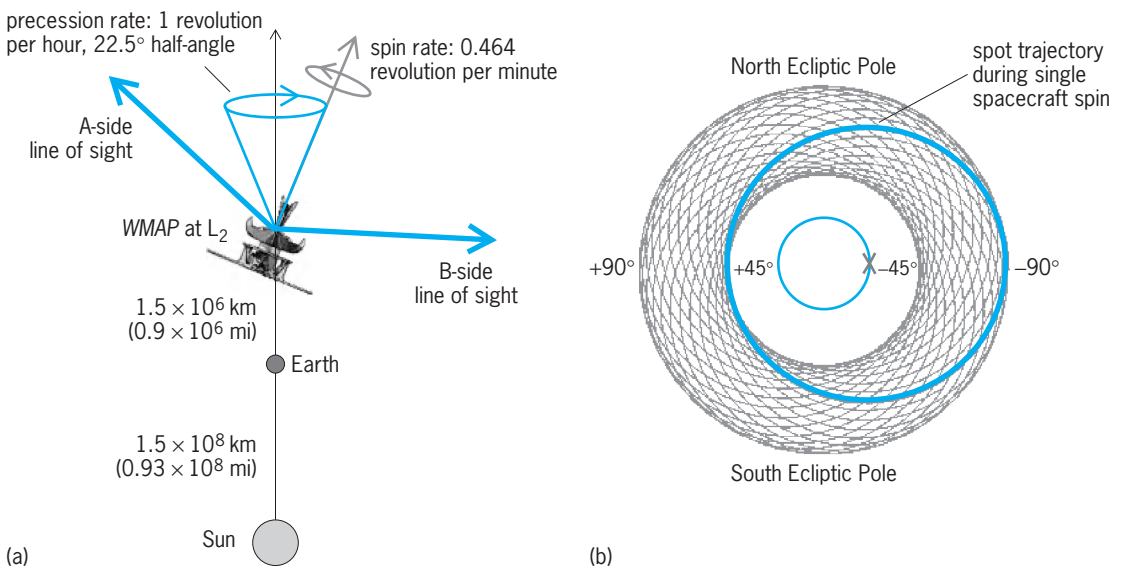 precession rate: 1 revolution
per hour, 22.5° half-angle
spin rate: 0.464
revolution per minute
A-side
line of sight
WMAP at L₂
B-side
line of sight
1.5 × 10⁶ km
(0.9 × 10⁶ mi)
Earth
1.5 × 10⁸ km
(0.93 × 10⁸ mi)
Sun
(a)
North Ecliptic Pole
spot trajectory
during single
spacecraft spin
+90°
+45°
–45°
–90°
South Ecliptic Pole
(b)